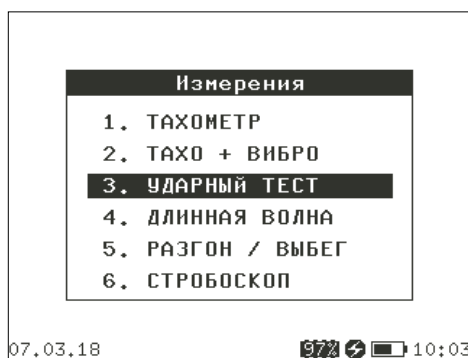 Измерения
1. ТАХОМЕТР
2. ТАХО + ВИБРО
3. УДАРНЫЙ ТЕСТ
4. ДЛИННАЯ ВОЛНА
5. РАЗГОН / ВЫБЕГ
6. СТРОБОСКОП
07.03.18 97% 10:03